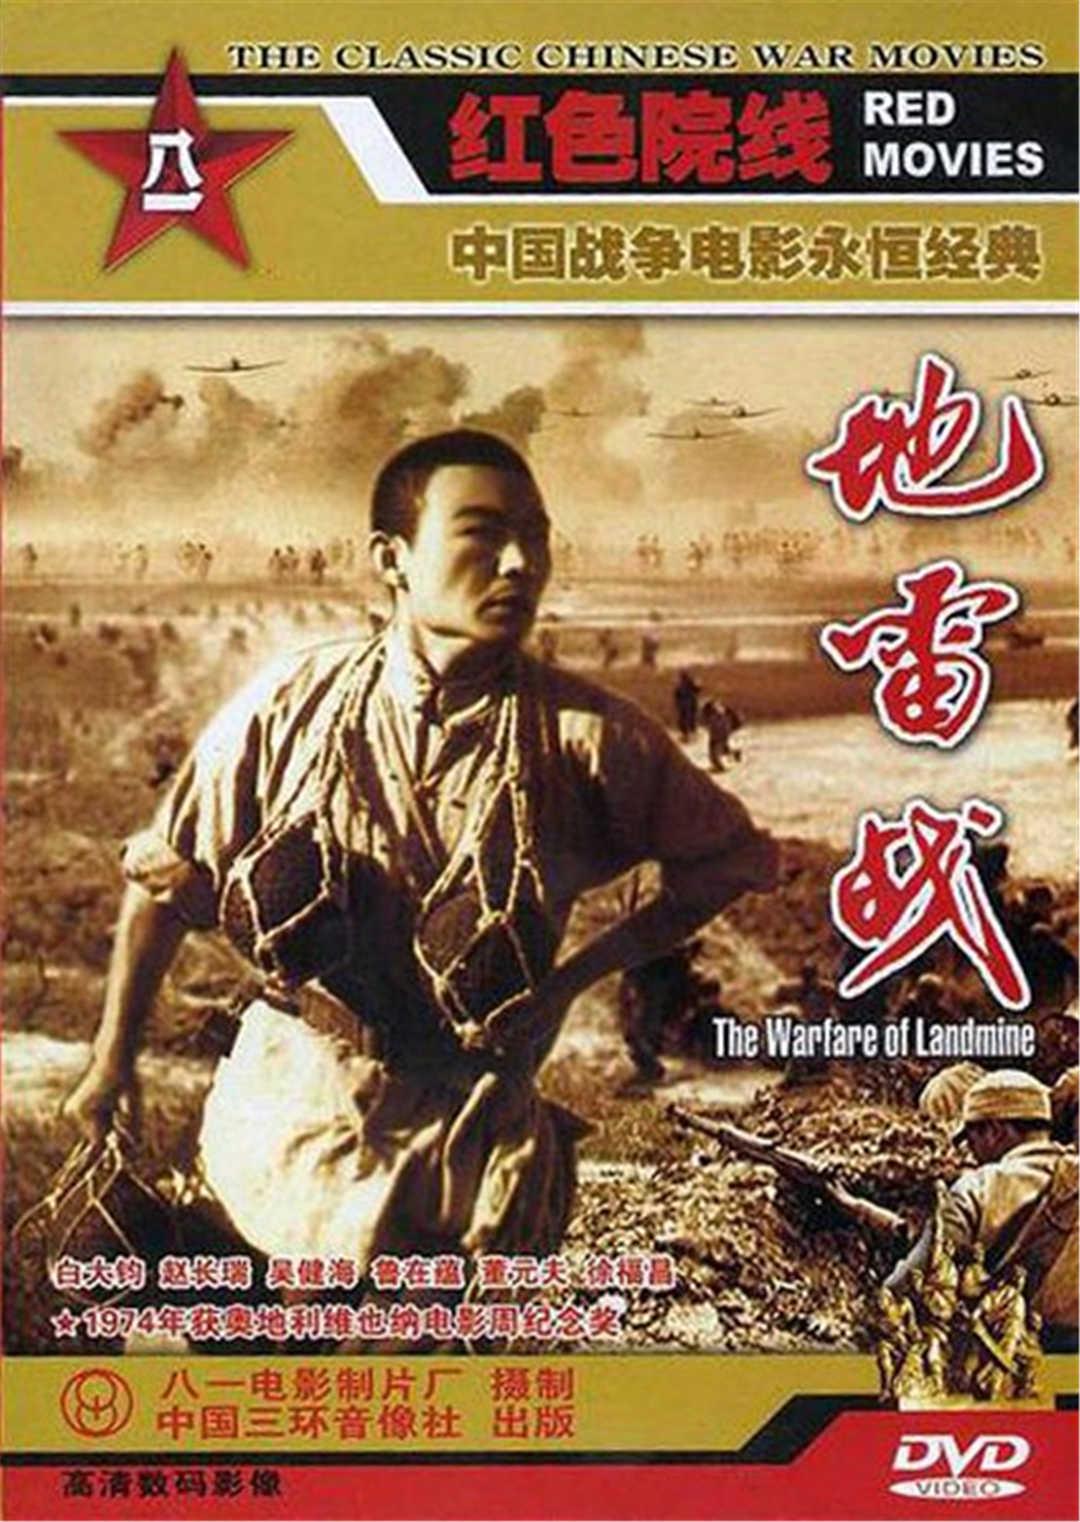 THE CLASSIC CHINESE WAR MOVIES
八一
红色院线
RED
MOVIES
中国战争电影永恒经典
地雷战
The Warfare of Landmine
白大钧 赵长瑞 吴健海 鲁在蕴 董元夫 徐福昌
★1974年获奥地利维也纳电影周纪念奖
八一电影制片厂 摄制
中国三环音像社 出版
高清数码影像
DVD
VIDEO